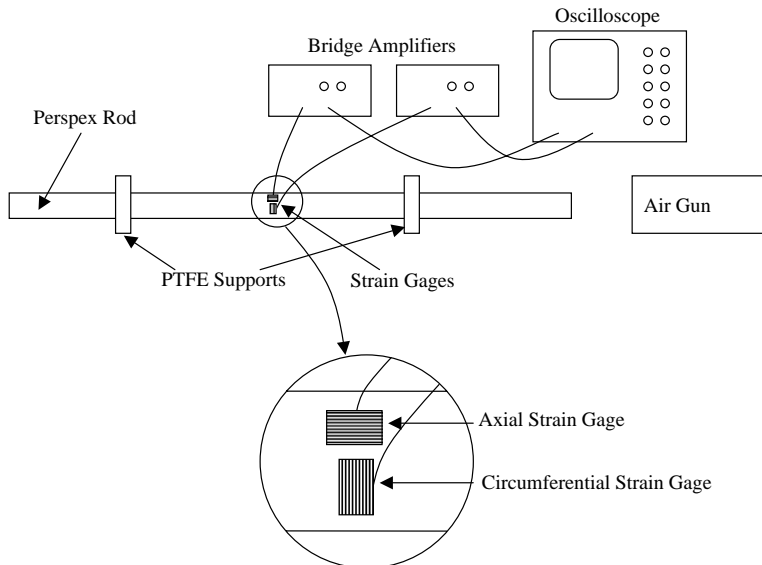 Oscilloscope
Bridge Amplifiers
Perspex Rod
Air Gun
PTFE Supports
Strain Gages
Axial Strain Gage
Circumferential Strain Gage